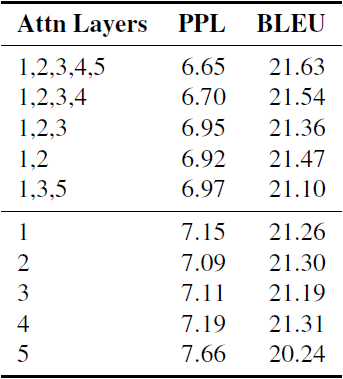 Attn Layers PPL BLEU
1,2,3,4,5 6.65 21.63
1,2,3,4 6.70 21.54
1,2,3 6.95 21.36
1,2 6.92 21.47
1,3,5 6.97 21.10
1 7.15 21.26
2 7.09 21.30
3 7.11 21.19
4 7.19 21.31
5 7.66 20.24